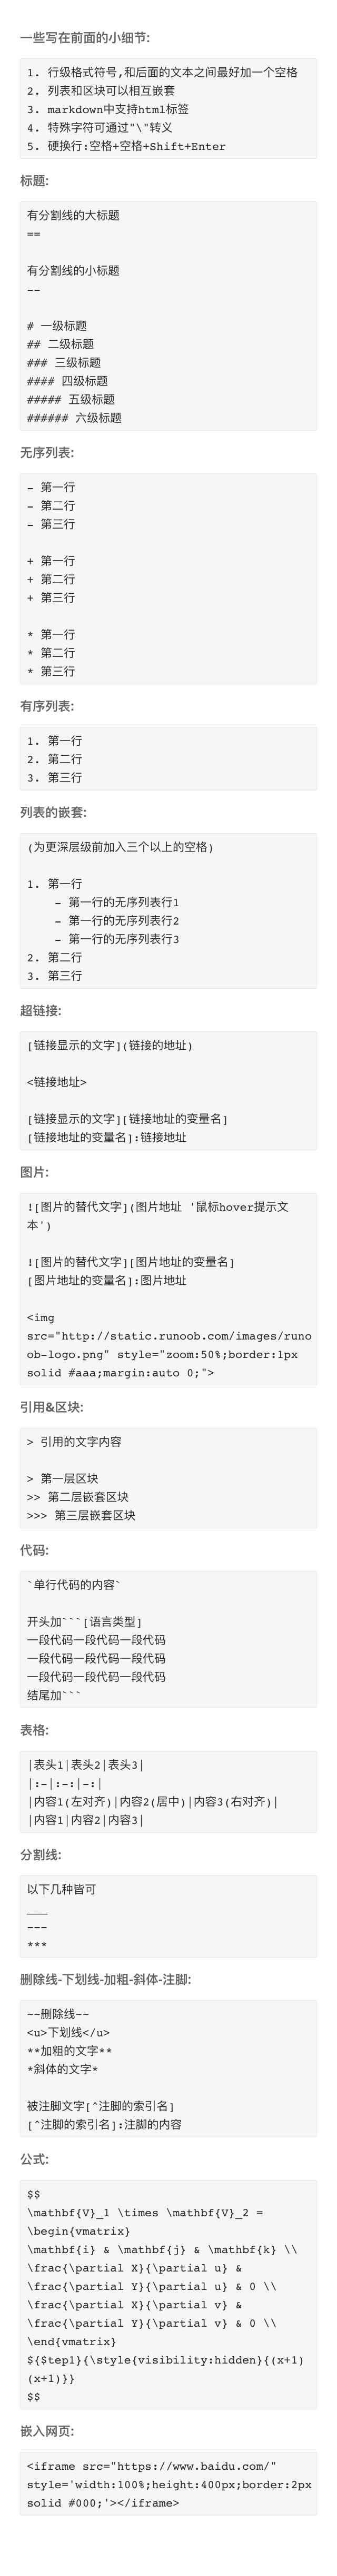 一些写在前面的小细节:
1. 行级格式符号,和后面的文本之间最好加一个空格
2. 列表和区块可以相互嵌套
3. markdown中支持html标签
4. 特殊字符可通过"\"转义
5. 硬换行:空格+空格+Shift+Enter
标题:
有分割线的大标题
==
有分割线的小标题
--
# 一级标题
## 二级标题
### 三级标题
#### 四级标题
##### 五级标题
###### 六级标题
无序列表:
- 第一行
- 第二行
- 第三行
+ 第一行
+ 第二行
+ 第三行
* 第一行
* 第二行
* 第三行
有序列表:
1. 第一行
2. 第二行
3. 第三行
列表的嵌套:
(为更深层级前加入三个以上的空格)
1. 第一行
    - 第一行的无序列表行1
    - 第一行的无序列表行2
    - 第一行的无序列表行3
2. 第二行
3. 第三行
超链接:
[链接显示的文字](链接的地址)
<链接地址>
[链接显示的文字][链接地址的变量名]
[链接地址的变量名]:链接地址
图片:
![图片的替代文字](图片地址 '鼠标hover提示文
本')
![图片的替代文字][图片地址的变量名]
[图片地址的变量名]:图片地址
<img
src="http://static.runoob.com/images/runo
ob-logo.png" style="zoom:50%;border:1px
solid #aaa;margin:auto 0;">
引用&区块:
> 引用的文字内容
> 第一层区块
>> 第二层嵌套区块
>>> 第三层嵌套区块
代码:
`单行代码的内容`
开头加```[语言类型]
一段代码一段代码一段代码
一段代码一段代码一段代码
一段代码一段代码一段代码
结尾加```
表格:
|表头1|表头2|表头3|
|:-|:-:|-:|
|内容1(左对齐)|内容2(居中)|内容3(右对齐)|
|内容1|内容2|内容3|
分割线:
以下几种皆可
___
---
***
删除线-下划线-加粗-斜体-注脚:
~~删除线~~
<u>下划线</u>
**加粗的文字**
*斜体的文字*
被注脚文字[^注脚的索引名]
[^注脚的索引名]:注脚的内容
公式:
$$
\mathbf{V}_1 \times \mathbf{V}_2 =
\begin{vmatrix}
\mathbf{i} & \mathbf{j} & \mathbf{k} \\
\frac{\partial X}{\partial u} &
\frac{\partial Y}{\partial u} & 0 \\
\frac{\partial X}{\partial v} &
\frac{\partial Y}{\partial v} & 0 \\
\end{vmatrix}
${$tep1}{\style{visibility:hidden}{(x+1)
(x+1)}}
$$
嵌入网页:
<iframe src="https://www.baidu.com/"
style='width:100%;height:400px;border:2px
solid #000;'></iframe>